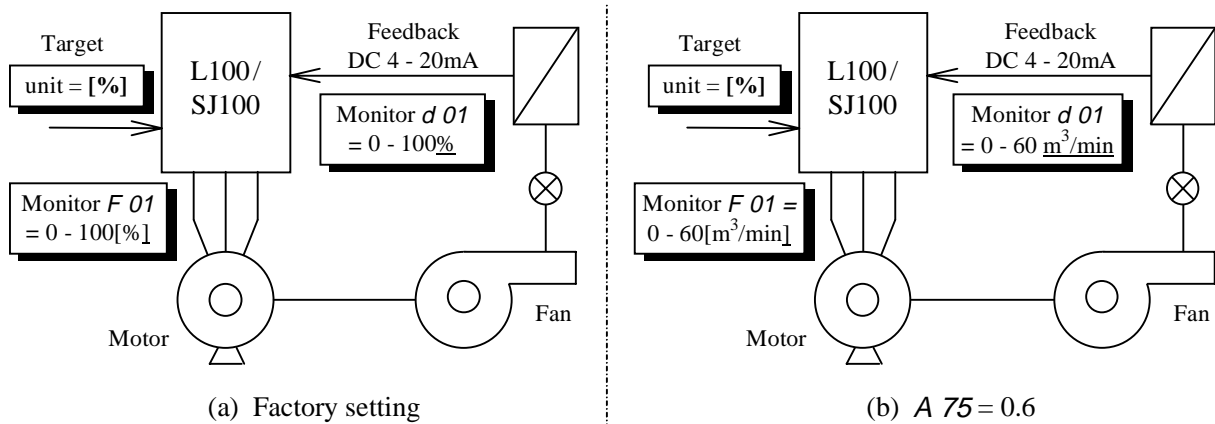 Target
unit = [%]
L100/
SJ100
Feedback
DC 4 - 20mA
Monitor d 01
= 0 - 100%
Monitor F 01
= 0 - 100[%]
Motor
Fan
(a) Factory setting
Target
unit = [%]
L100/
SJ100
Feedback
DC 4 - 20mA
Monitor d 01
= 0 - 60 m³/min
Monitor F 01 =
0 - 60[m³/min]
Motor
Fan
(b) A 75 = 0.6